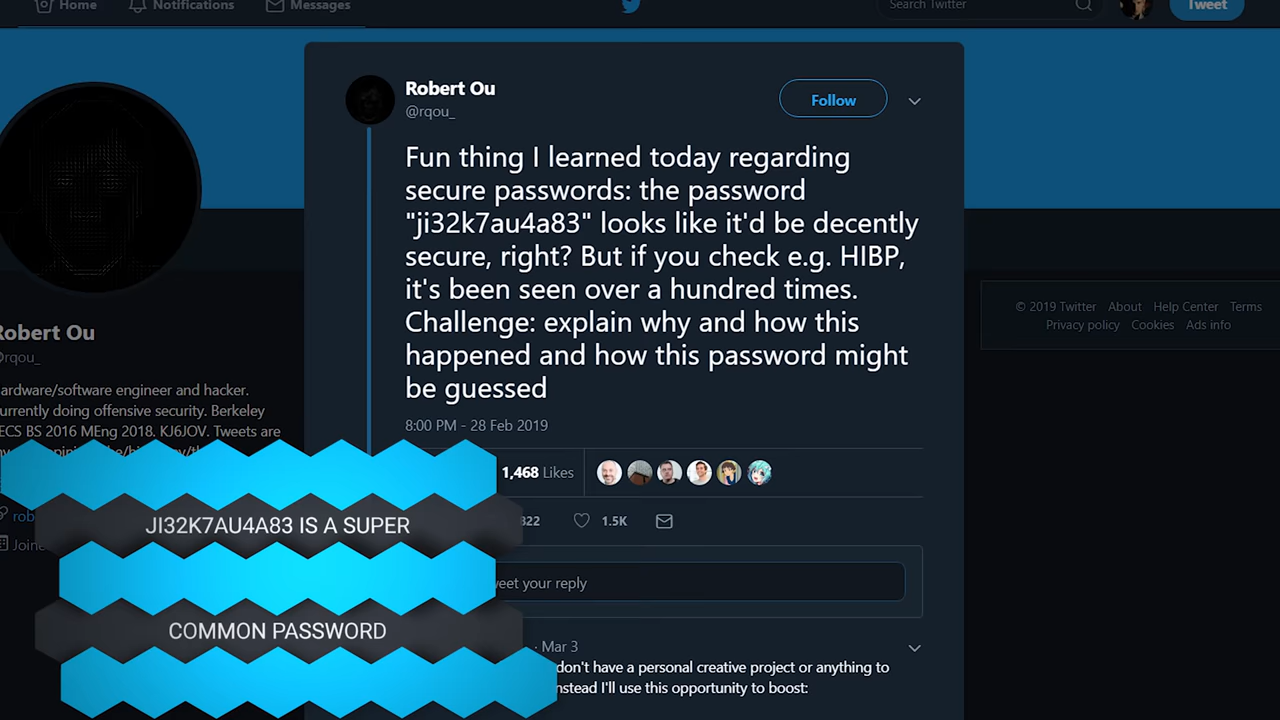 Home Notifications Messages Search Twitter Tweet
Robert Ou
@rqou_
Follow
Fun thing I learned today regarding
secure passwords: the password
"ji32k7au4a83" looks like it'd be decently
secure, right? But if you check e.g. HIBP,
it's been seen over a hundred times.
Challenge: explain why and how this
happened and how this password might
be guessed
8:00 PM - 28 Feb 2019
1,468 Likes
322 1.5K
weet your reply
· Mar 3
don't have a personal creative project or anything to
nstead I'll use this opportunity to boost:
Robert Ou
@rqou_
ardware/software engineer and hacker.
urrently doing offensive security. Berkeley
ECS BS 2016 MEng 2018. KJ6JOV. Tweets are
rob
Joine
© 2019 Twitter About Help Center Terms
Privacy policy Cookies Ads info
JI32K7AU4A83 IS A SUPER
COMMON PASSWORD